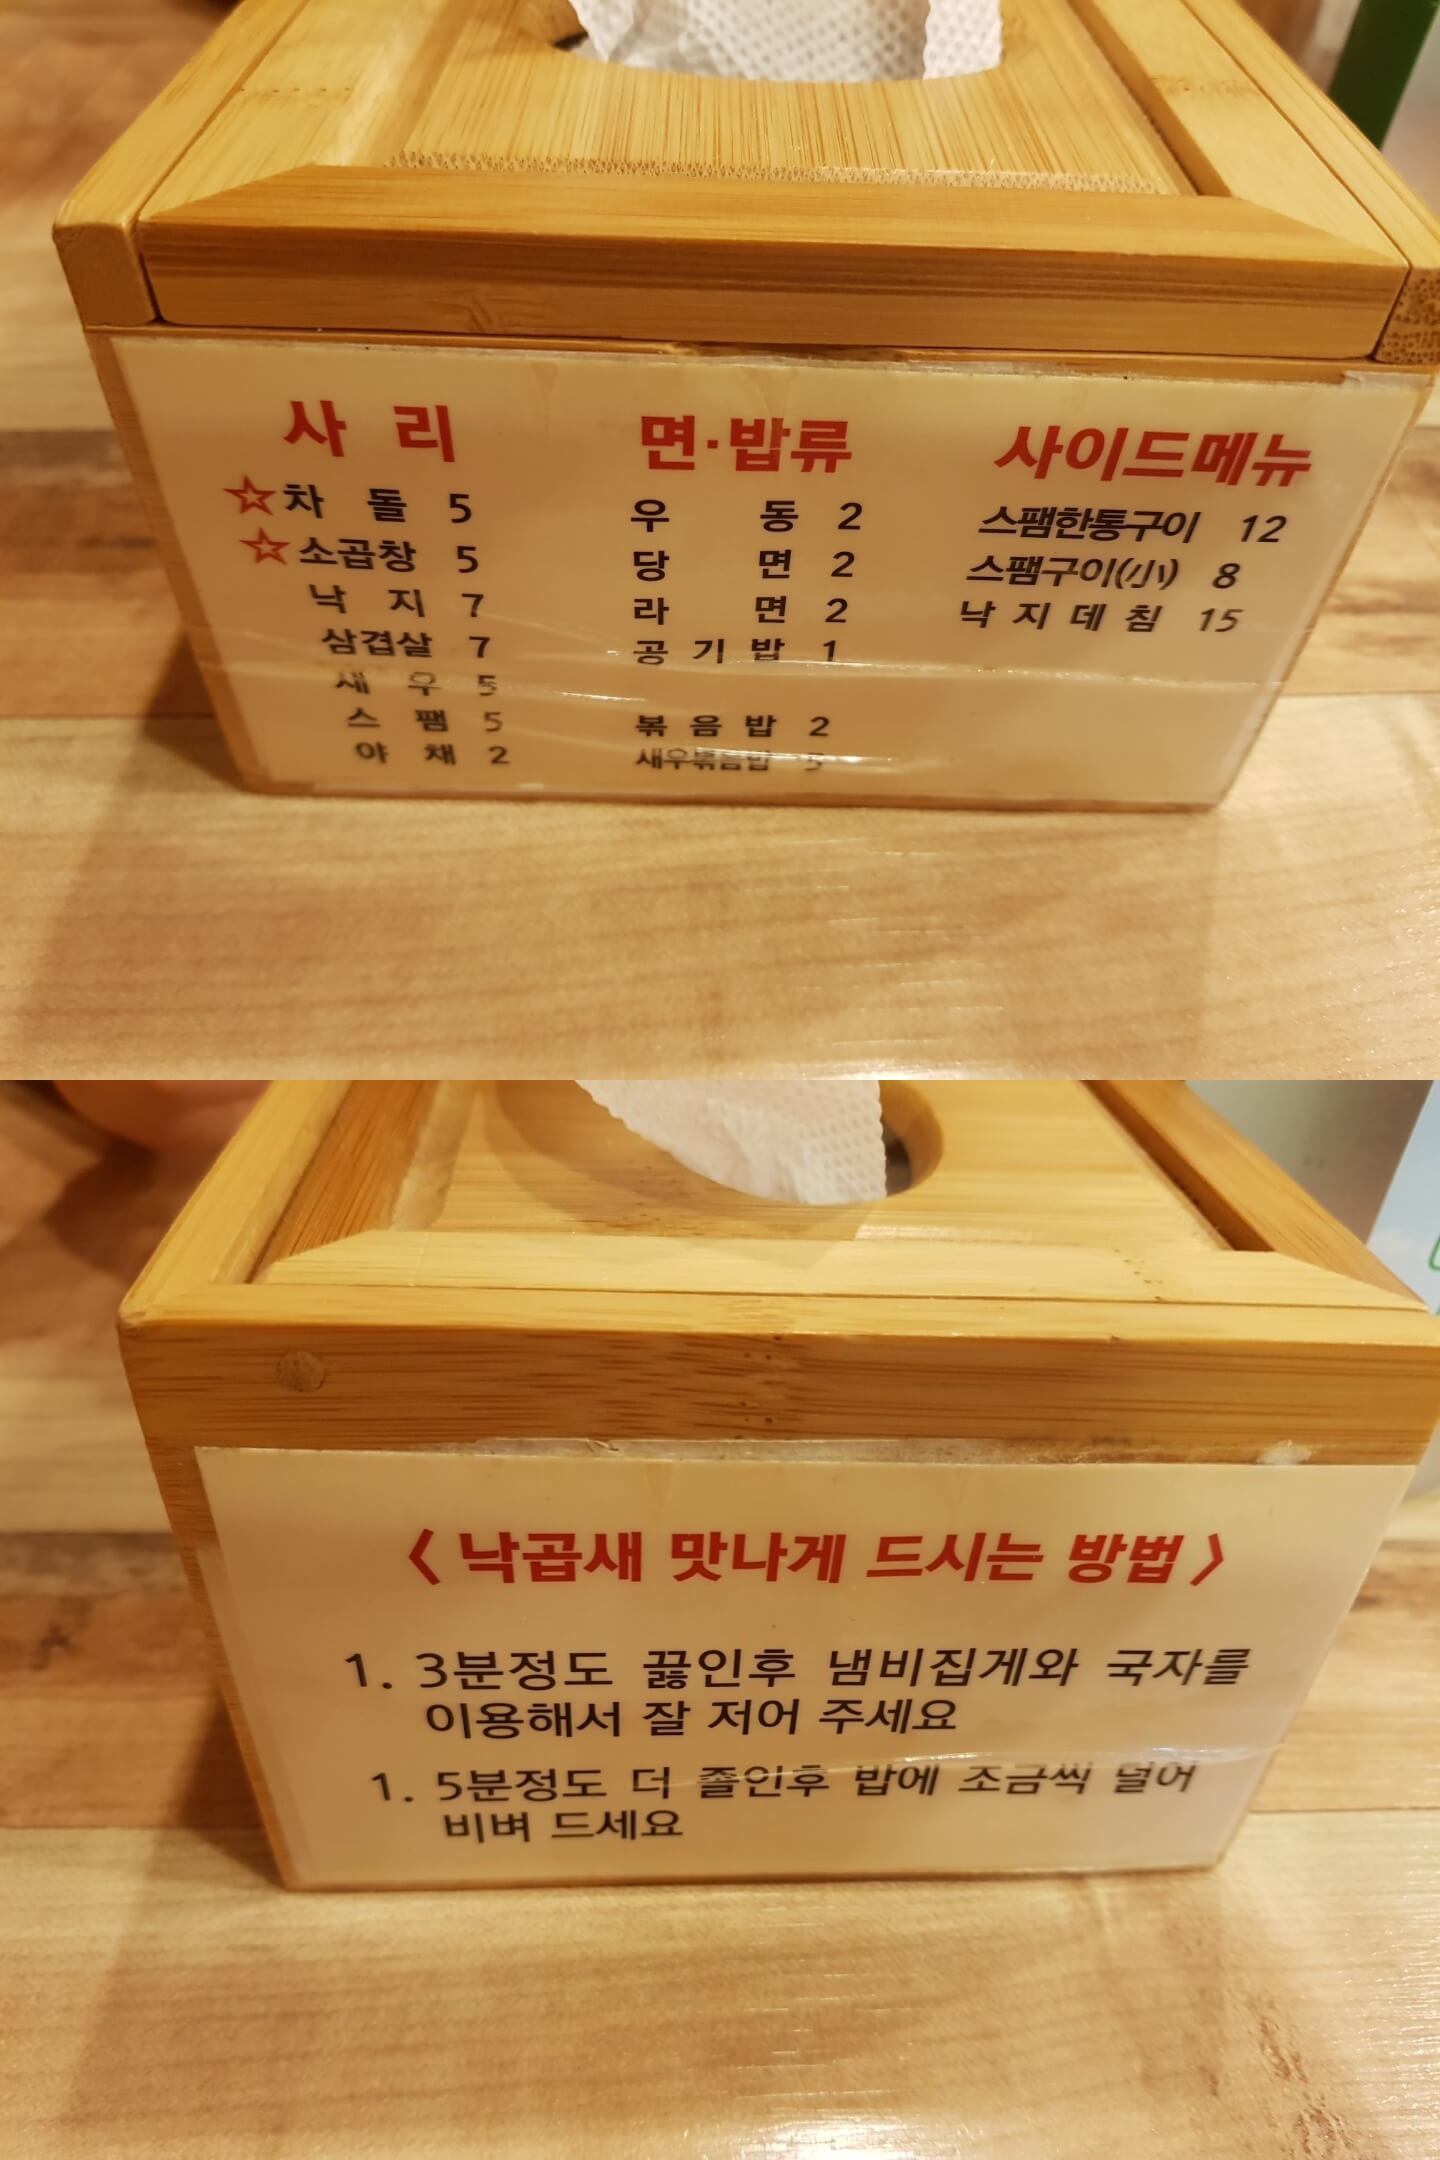 사 리
☆차 돌 5
☆소곱창 5
낙 지 7
삼겹살 7
새 우 5
스 팸 5
야 채 2
면·밥류
우 동 2
당 면 2
라 면 2
공 기 밥 1
볶 음 밥 2
새우볶음밥 5
사이드메뉴
스팸한통구이 12
스팸구이(小) 8
낙 지 데 침 15
〈 낙곱새 맛나게 드시는 방법 〉
1. 3분정도 끓인후 냄비집게와 국자를
이용해서 잘 저어 주세요
1. 5분정도 더 졸인후 밥에 조금씩 덜어
비벼 드세요